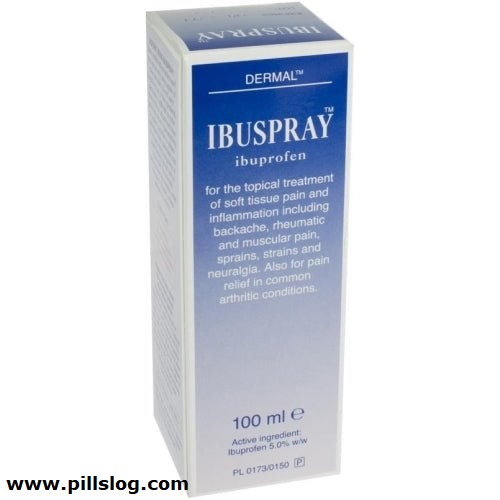 IBUSPRAY
DERMAL™
IBUSPRAY™
ibuprofen
for the topical treatment
of soft tissue pain and
inflammation including
backache, rheumatic
and muscular pain,
sprains, strains and
neuralgia. Also for pain
relief in common
arthritic conditions.
100 ml ℮
Active ingredient:
Ibuprofen 5.0% w/w
PL 0173/0150 P
www.pillslog.com